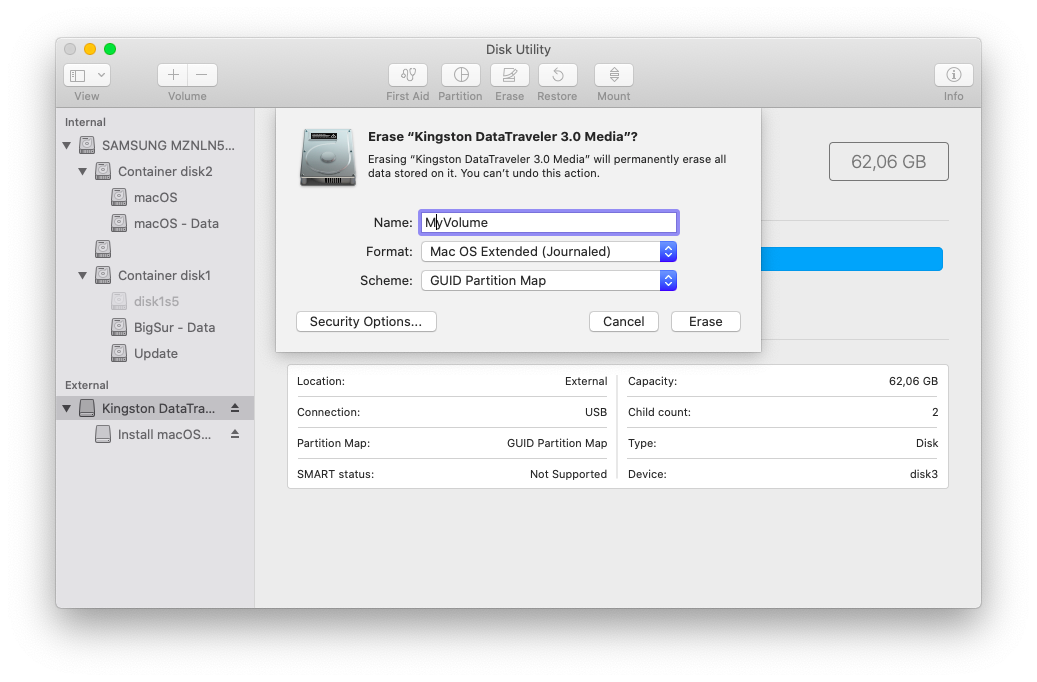 Disk Utility
View
Volume
First Aid
Partition
Erase
Restore
Mount
Info
Internal
SAMSUNG MZNLN5...
Container disk2
macOS
macOS - Data
Container disk1
disk1s5
BigSur - Data
Update
External
Kingston DataTra...
Install macOS...
Erase “Kingston DataTraveler 3.0 Media”?
Erasing “Kingston DataTraveler 3.0 Media” will permanently erase all
data stored on it. You can’t undo this action.
Name: MyVolume
Format: Mac OS Extended (Journaled)
Scheme: GUID Partition Map
Security Options...
Cancel
Erase
62,06 GB
Location: External
Connection: USB
Partition Map: GUID Partition Map
SMART status: Not Supported
Capacity: 62,06 GB
Child count: 2
Type: Disk
Device: disk3